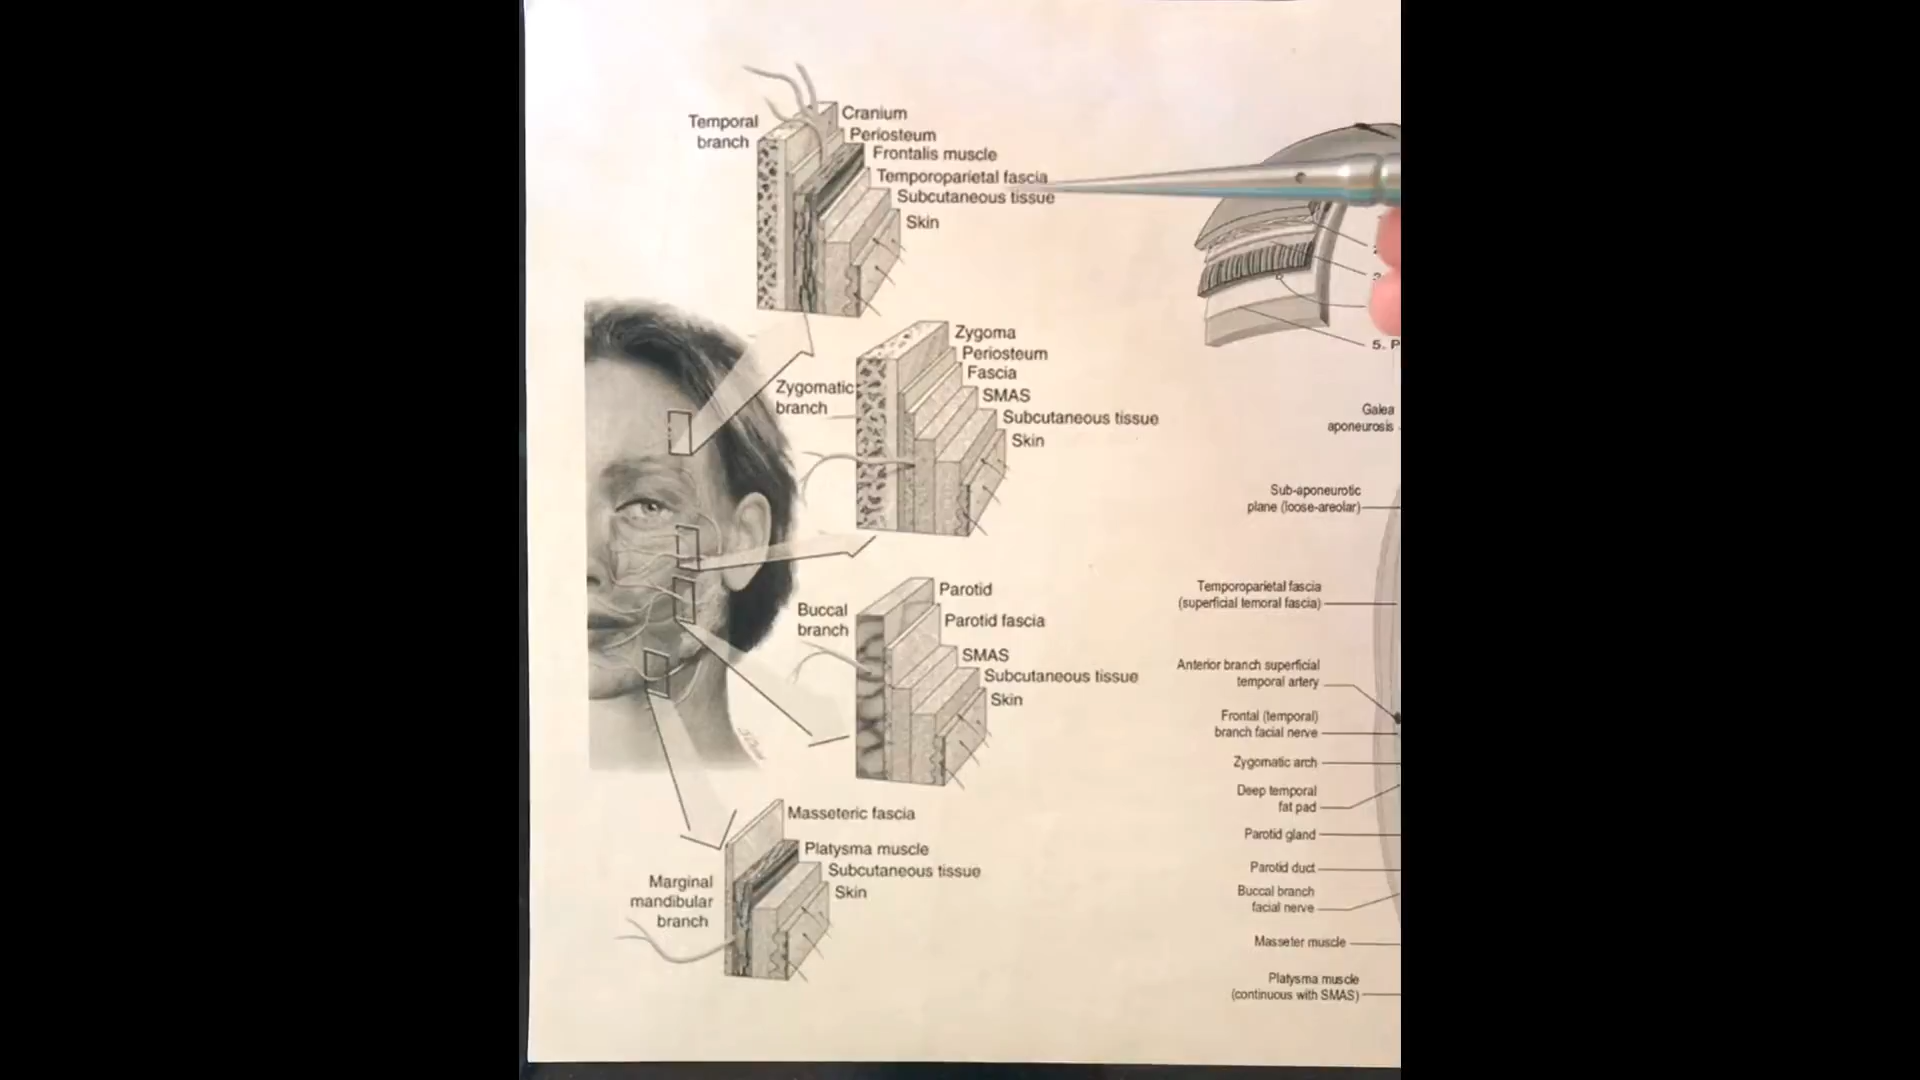 Temporal
branch
Cranium
Periosteum
Frontalis muscle
Temporoparietal fascia
Subcutaneous tissue
Skin
Zygomatic
branch
Zygoma
Periosteum
Fascia
SMAS
Subcutaneous tissue
Skin
Buccal
branch
Parotid
Parotid fascia
SMAS
Subcutaneous tissue
Skin
Marginal
mandibular
branch
Masseteric fascia
Platysma muscle
Subcutaneous tissue
Skin
5. P
Galea
aponeurosis
Sub-aponeurotic
plane (loose-areolar)
Temporoparietal fascia
(superficial temoral fascia)
Anterior branch superficial
temporal artery
Frontal (temporal)
branch facial nerve
Zygomatic arch
Deep temporal
fat pad
Parotid gland
Parotid duct
Buccal branch
facial nerve
Masseter muscle
Platysma muscle
(continuous with SMAS)